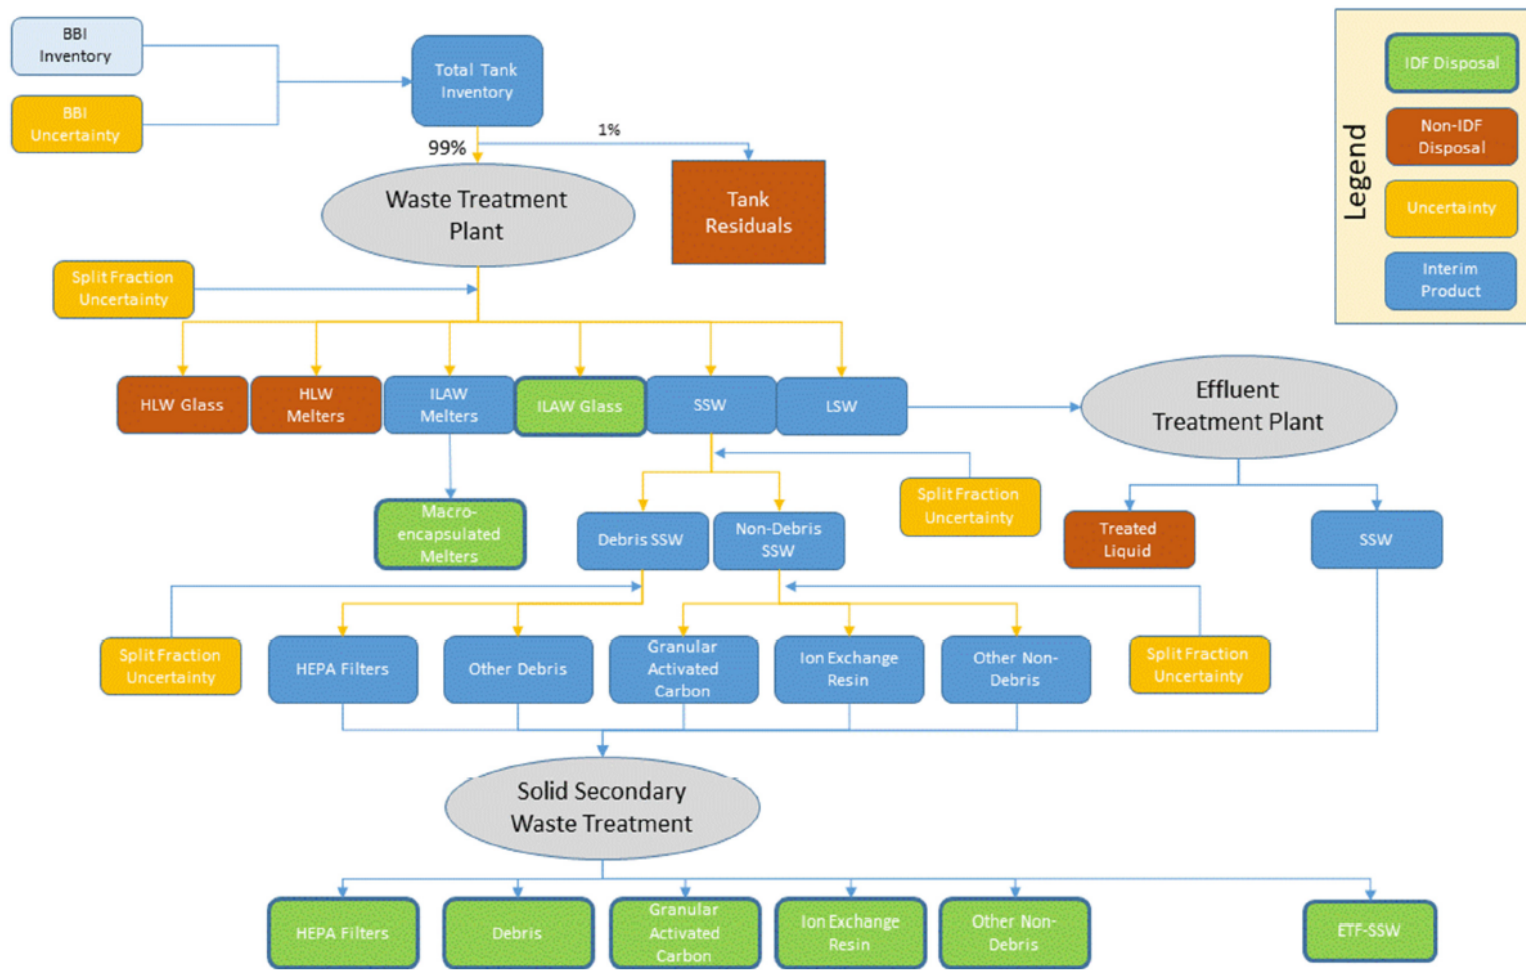 BBI
Inventory
BBI
Uncertainty
Total Tank
Inventory
99%
1%
Waste Treatment
Plant
Tank
Residuals
Legend
IDF Disposal
Non-IDF
Disposal
Uncertainty
Interim
Product
Split Fraction
Uncertainty
HLW Glass
HLW
Melters
ILAW
Melters
ILAW Glass
SSW
LSW
Effluent
Treatment Plant
Macro-
encapsulated
Melters
Debris SSW
Non-Debris
SSW
Split Fraction
Uncertainty
Treated
Liquid
SSW
Split Fraction
Uncertainty
HEPA Filters
Other Debris
Granular
Activated
Carbon
Ion Exchange
Resin
Other Non-
Debris
Split Fraction
Uncertainty
Solid Secondary
Waste Treatment
HEPA Filters
Debris
Granular
Activated
Carbon
Ion Exchange
Resin
Other Non-
Debris
ETF-SSW